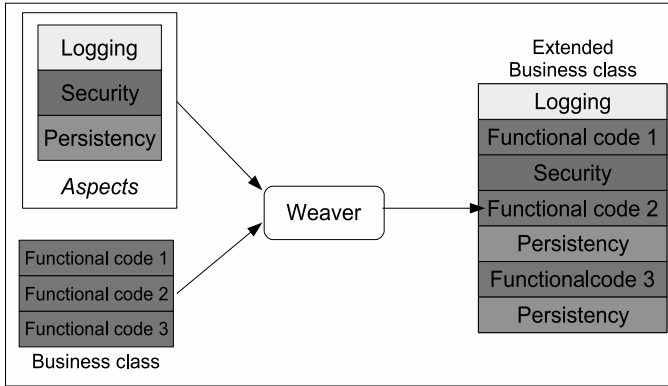 Logging
Security
Persistency
Aspects
Functional code 1
Functional code 2
Functional code 3
Business class
Weaver
Extended
Business class
Logging
Functional code 1
Security
Functional code 2
Persistency
Functionalcode 3
Persistency